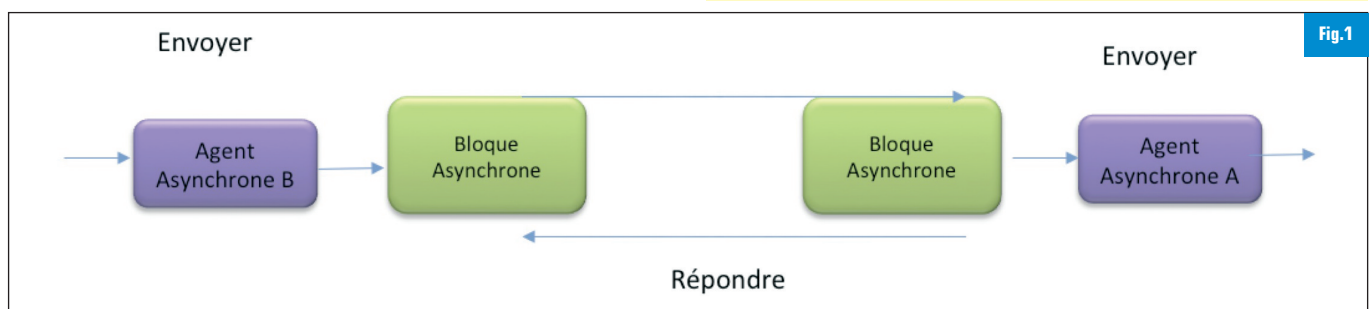 Fig.1
Envoyer
Envoyer
Agent
Asynchrone B
Bloque
Asynchrone
Bloque
Asynchrone
Agent
Asynchrone A
Répondre